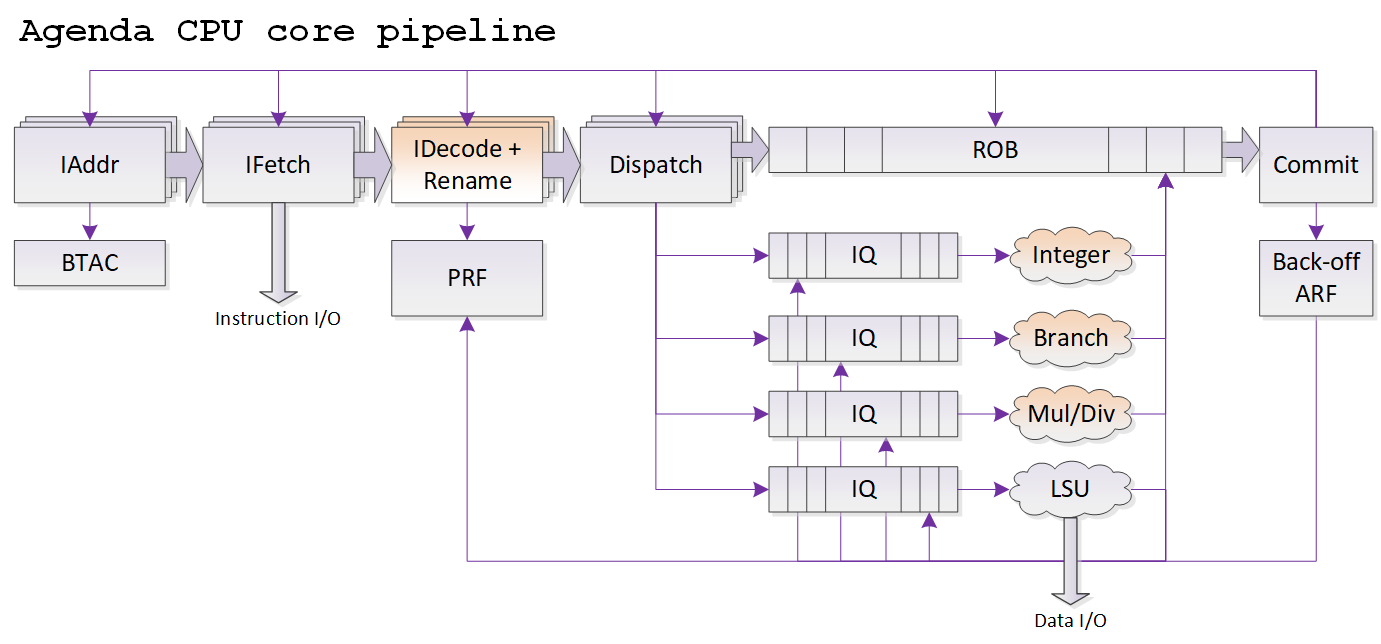 Agenda CPU core pipeline
IAddr
IFetch
IDecode +
Rename
Dispatch
ROB
Commit
BTAC
PRF
IQ
Integer
Back-off
ARF
Instruction I/O
IQ
Branch
IQ
Mul/Div
IQ
LSU
Data I/O